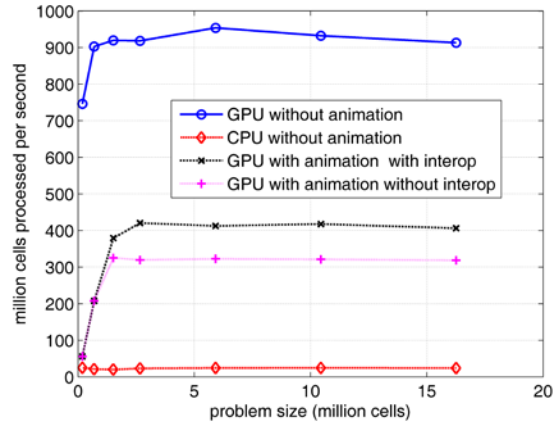 1000
900
800
700
600
500
400
300
200
100
0
million cells processed per second
GPU without animation
CPU without animation
GPU with animation with interop
GPU with animation without interop
0 5 10 15 20
problem size (million cells)